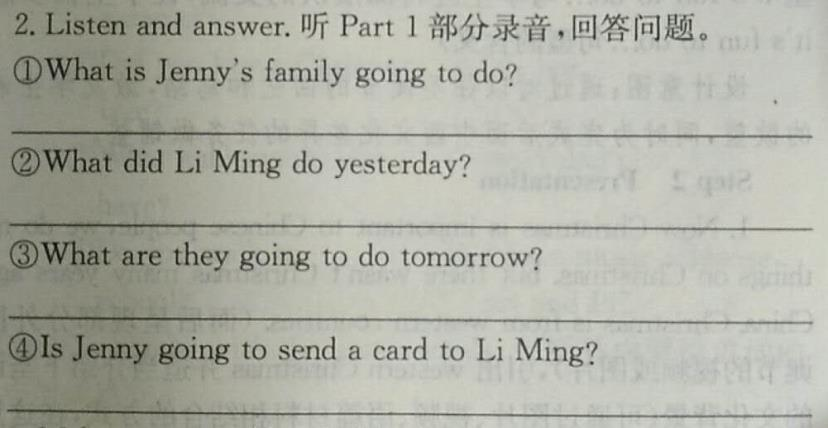 2. Listen and answer. 听 Part 1 部分录音,回答问题。
①What is Jenny's family going to do?
②What did Li Ming do yesterday?
③What are they going to do tomorrow?
④Is Jenny going to send a card to Li Ming?